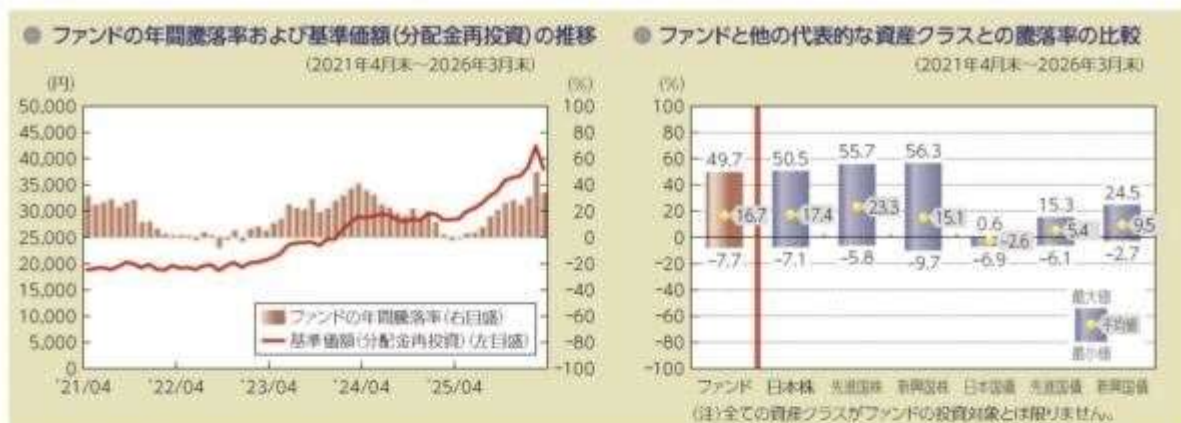 ● ファンドの年間騰落率および基準価額(分配金再投資)の推移
(2021年4月末～2026年3月末)
(円)
(%)
50,000
100
45,000
80
40,000
60
35,000
40
30,000
20
25,000
0
20,000
-20
15,000
-40
10,000
-60
5,000
-80
0
-100
ファンドの年間騰落率(右目盛)
基準価額(分配金再投資)(左目盛)
'21/04 '22/04 '23/04 '24/04 '25/04
● ファンドと他の代表的な資産クラスとの騰落率の比較
(2021年4月末～2026年3月末)
(%)
100
80
60
40
20
0
-20
-40
-60
-80
-100
49.7 50.5 55.7 56.3 0.6 15.3 24.5
16.7 17.4 23.3 15.1 -2.6 5.4 9.5
-7.7 -7.1 -5.8 -9.7 -6.9 -6.1 -2.7
最大値
平均値
最小値
ファンド 日本株 先進国株 新興国株 日本国債 先進国債 新興国債
(注)全ての資産クラスがファンドの投資対象とは限りません。